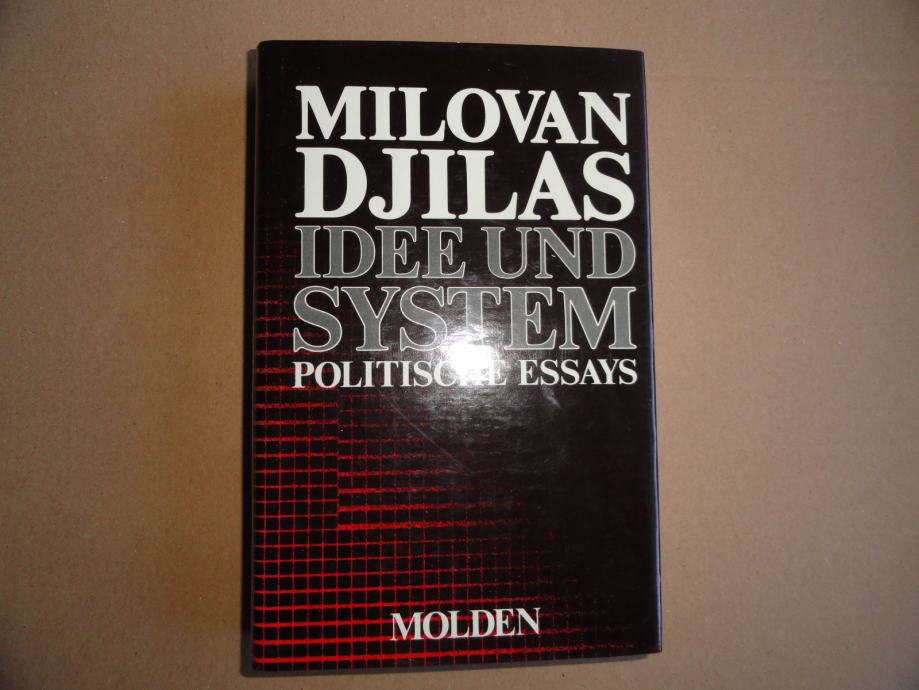 MILOVAN
DJILAS
IDEE UND
SYSTEM
POLITISCHE ESSAYS
MOLDEN